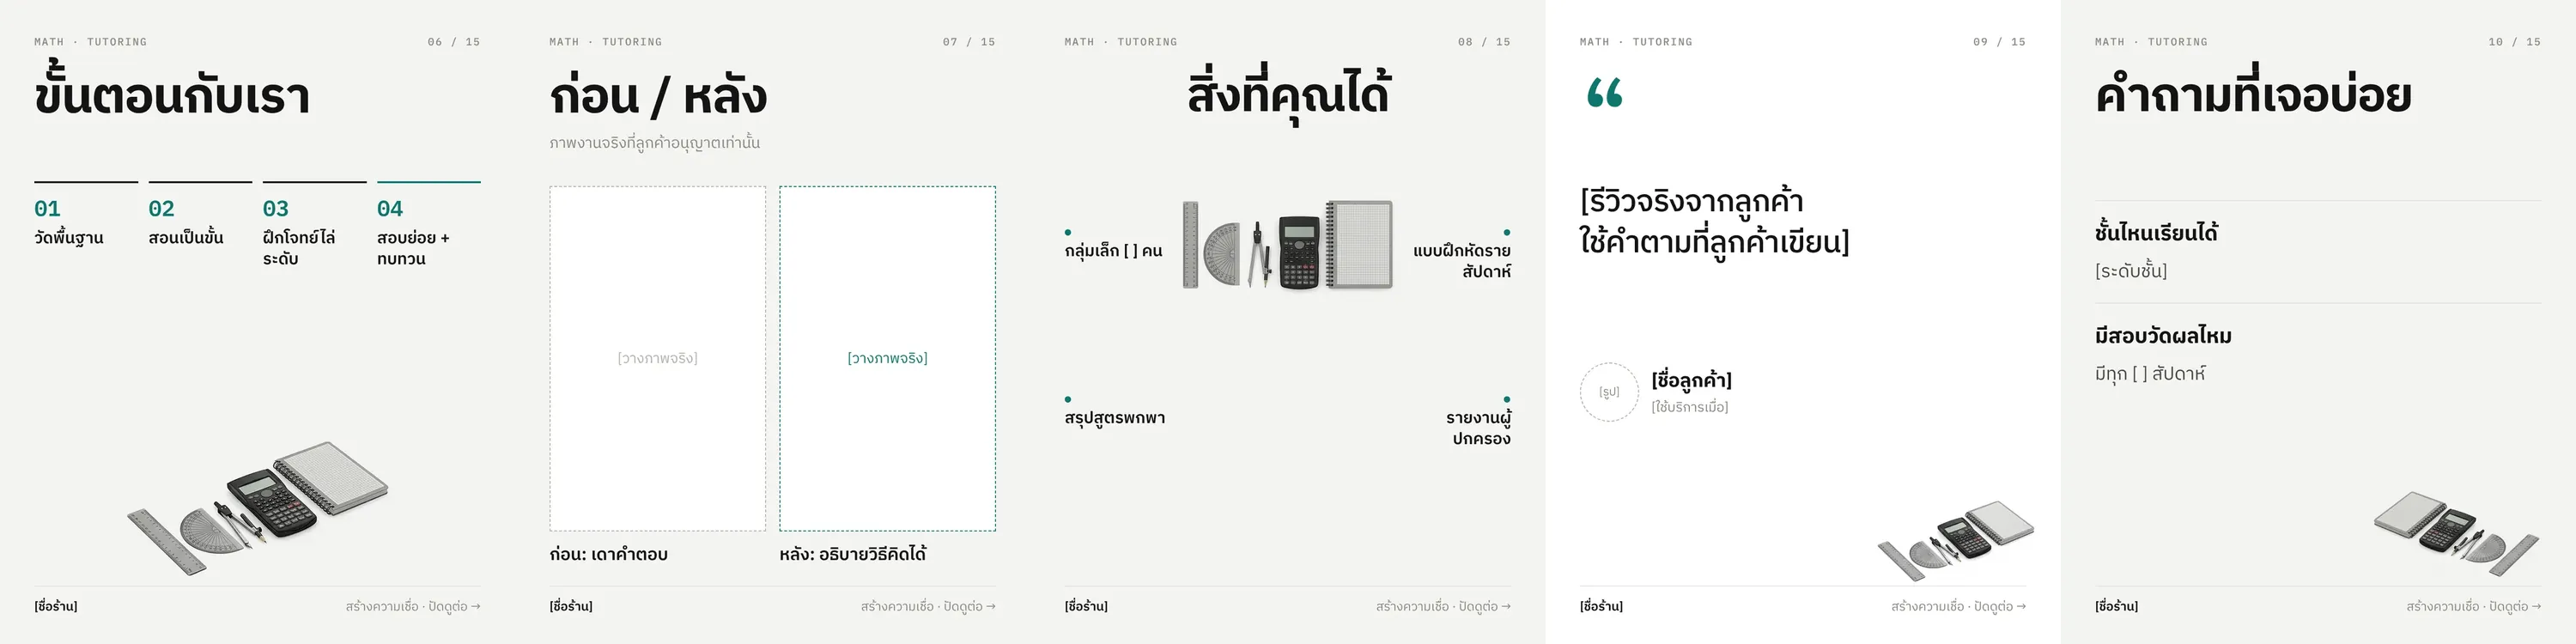 MATH · TUTORING
06 / 15
ขั้นตอนกับเรา
01
วัดพื้นฐาน
02
สอนเป็นขั้น
03
ฝึกโจทย์ไล่
ระดับ
04
สอบย่อย +
ทบทวน
[ชื่อร้าน]
สร้างความเชื่อ · ปัดดูต่อ →
MATH · TUTORING
07 / 15
ก่อน / หลัง
ภาพงานจริงที่ลูกค้าอนุญาตเท่านั้น
[วางภาพจริง]
[วางภาพจริง]
ก่อน: เดาคำตอบ
หลัง: อธิบายวิธีคิดได้
[ชื่อร้าน]
สร้างความเชื่อ · ปัดดูต่อ →
MATH · TUTORING
08 / 15
สิ่งที่คุณได้
กลุ่มเล็ก [ ] คน
แบบฝึกหัดราย
สัปดาห์
สรุปสูตรพกพา
รายงานผู้
ปกครอง
[ชื่อร้าน]
สร้างความเชื่อ · ปัดดูต่อ →
MATH · TUTORING
09 / 15
“
[รีวิวจริงจากลูกค้า
ใช้คำตามที่ลูกค้าเขียน]
[รูป]
[ชื่อลูกค้า]
[ใช้บริการเมื่อ]
[ชื่อร้าน]
สร้างความเชื่อ · ปัดดูต่อ →
MATH · TUTORING
10 / 15
คำถามที่เจอบ่อย
ชั้นไหนเรียนได้
[ระดับชั้น]
มีสอบวัดผลไหม
มีทุก [ ] สัปดาห์
[ชื่อร้าน]
สร้างความเชื่อ · ปัดดูต่อ →